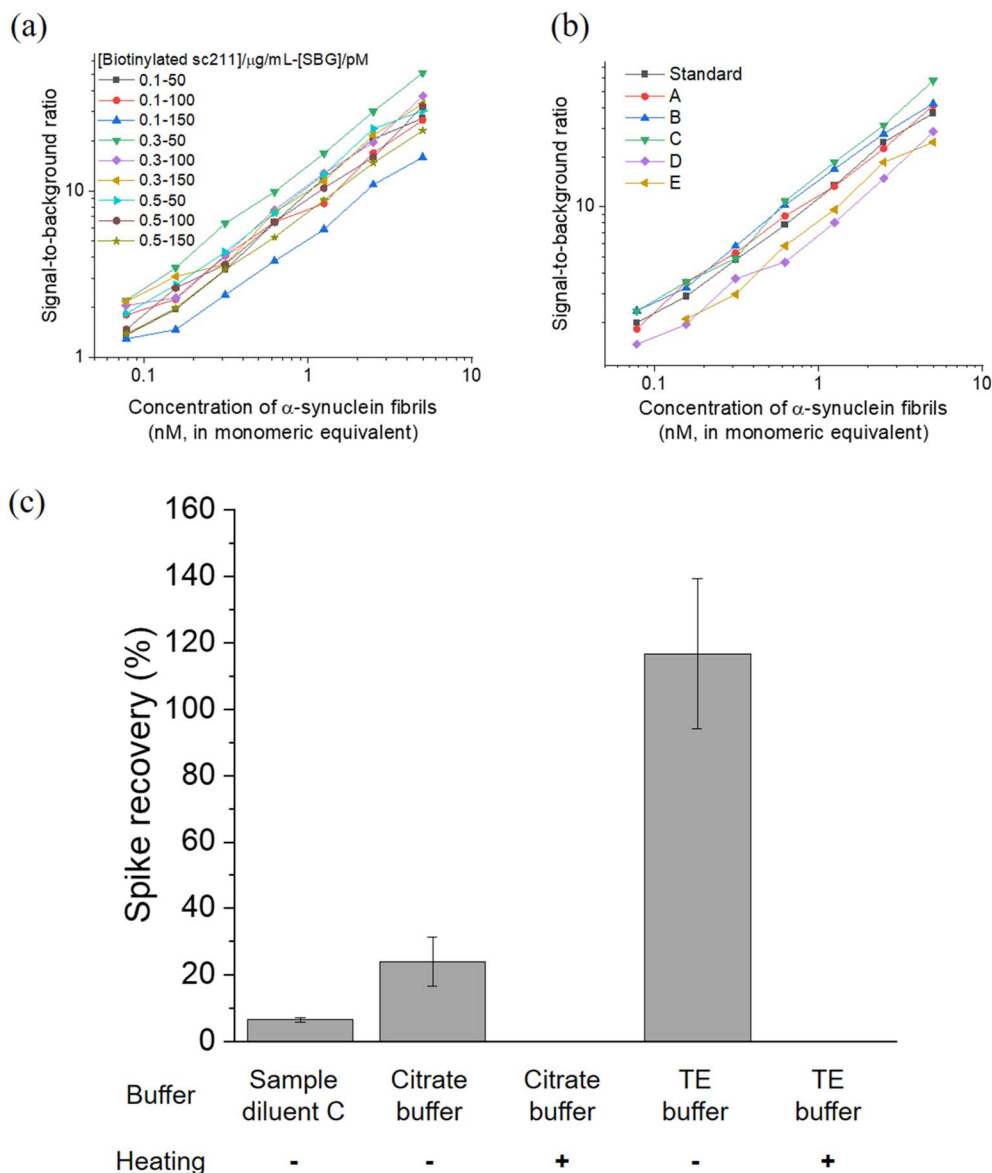 (a)
[Biotinylated sc211]/μg/mL-[SBG]/pM
0.1-50
0.1-100
0.1-150
0.3-50
0.3-100
0.3-150
0.5-50
0.5-100
0.5-150
Signal-to-background ratio
10
1
0.1
1
10
Concentration of α-synuclein fibrils
(nM, in monomeric equivalent)
(b)
Standard
A
B
C
D
E
Signal-to-background ratio
10
0.1
1
10
Concentration of α-synuclein fibrils
(nM, in monomeric equivalent)
(c)
Spike recovery (%)
160
140
120
100
80
60
40
20
0
Buffer
Sample diluent C
Citrate buffer
Citrate buffer
TE buffer
TE buffer
Heating - - + - +